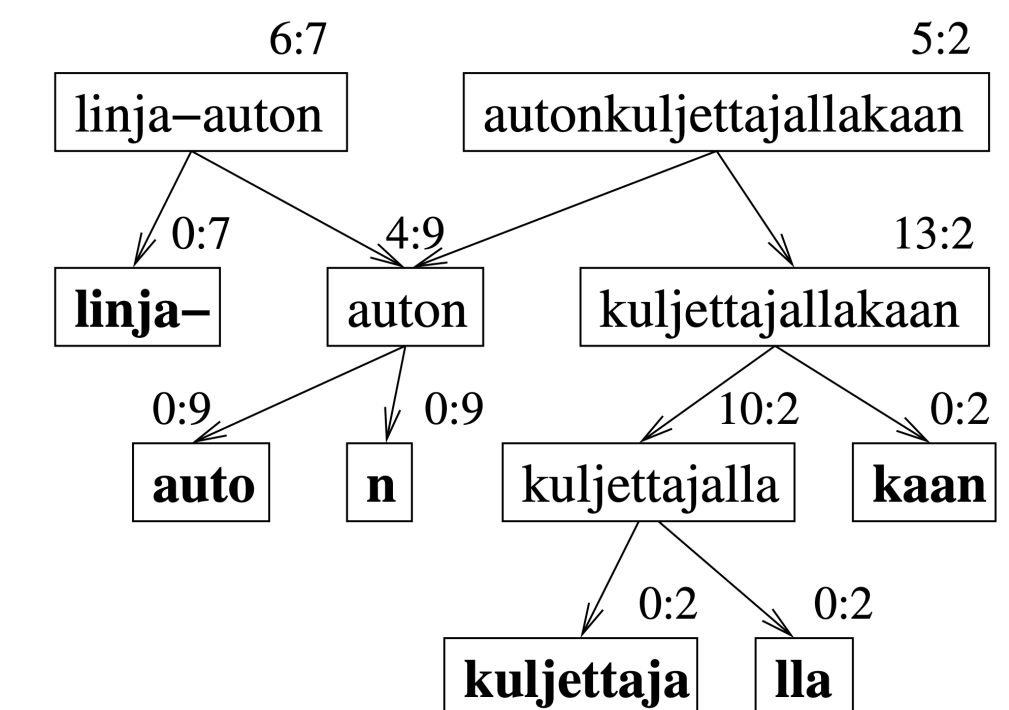 6:7 5:2
linja–auton autonkuljettajallakaan
0:7 4:9 13:2
linja– auton kuljettajallakaan
0:9 0:9 10:2 0:2
auto n kuljettajalla kaan
0:2 0:2
kuljettaja lla